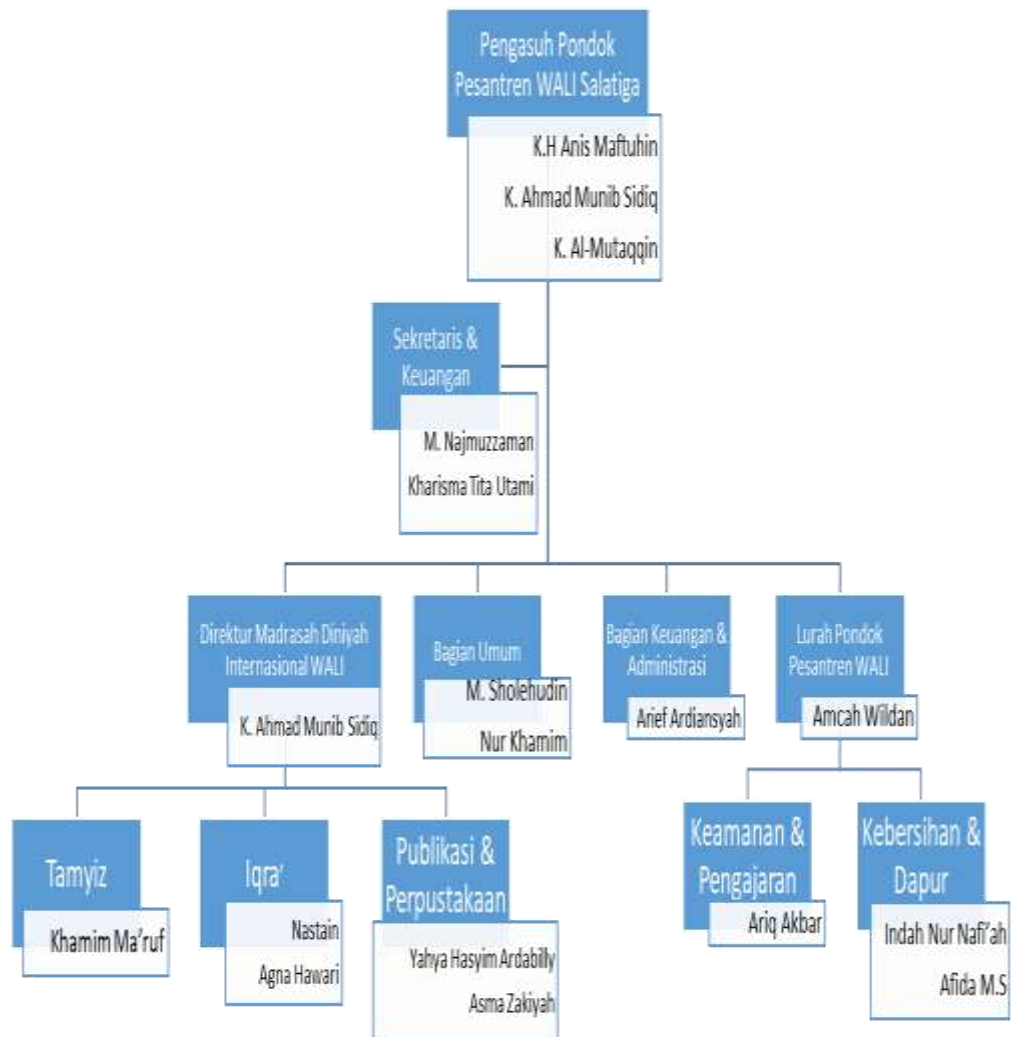 Pengasuh Pondok
Pesantren WALI Salatiga
K.H Anis Maftuhin
K. Ahmad Munib Sidiq
K. Al-Mutaqqin
Sekretaris &
Keuangan
M. Najmuzzaman
Kharisma Tita Utami
Direktur Madrasah Diniyah
Internasional WALI
K. Ahmad Munib Sidiq
Bagian Umum
M. Sholehudin
Nur Khamim
Bagian Keuangan &
Administrasi
Arief Ardiansyah
Lurah Pondok
Pesantren WALI
Amcah Wildan
Tamyiz
Khamim Ma'ruf
Iqra'
Nastain
Agna Hawari
Publikasi &
Perpustakaan
Yahya Hasyim Ardabilly
Asma Zakiyah
Keamanan &
Pengajaran
Ariq Akbar
Kebersihan &
Dapur
Indah Nur Nafi'ah
Afida M.S